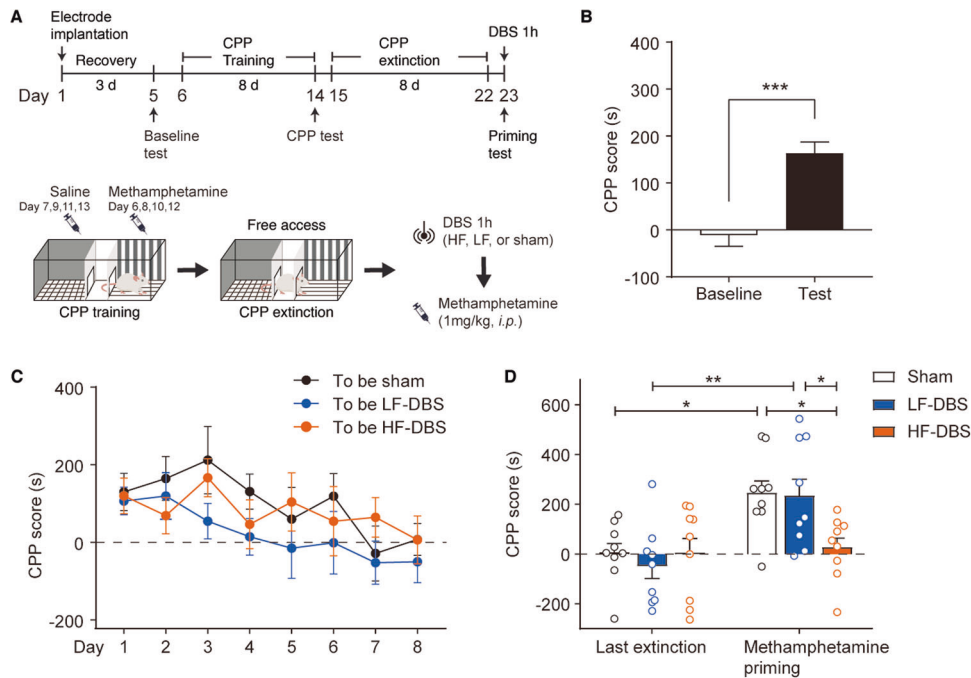 A
Electrode
implantation
DBS 1h
CPP
Training
CPP
extinction
Recovery
3 d
8 d
8 d
Day 1 5 6 14 15 22 23
Baseline
test
CPP test
Priming
test
Saline
Day 7,9,11,13
Methamphetamine
Day 6,8,10,12
Free access
DBS 1h
(HF, LF, or sham)
CPP training
CPP extinction
Methamphetamine
(1mg/kg, i.p.)
B
CPP score (s)
400
300
200
100
0
-100
***
Baseline Test
C
CPP score (s)
400
200
0
-200
To be sham
To be LF-DBS
To be HF-DBS
Day 1 2 3 4 5 6 7 8
D
CPP score (s)
600
400
200
0
-200
** *
* *
Sham
LF-DBS
HF-DBS
Last extinction
Methamphetamine
priming